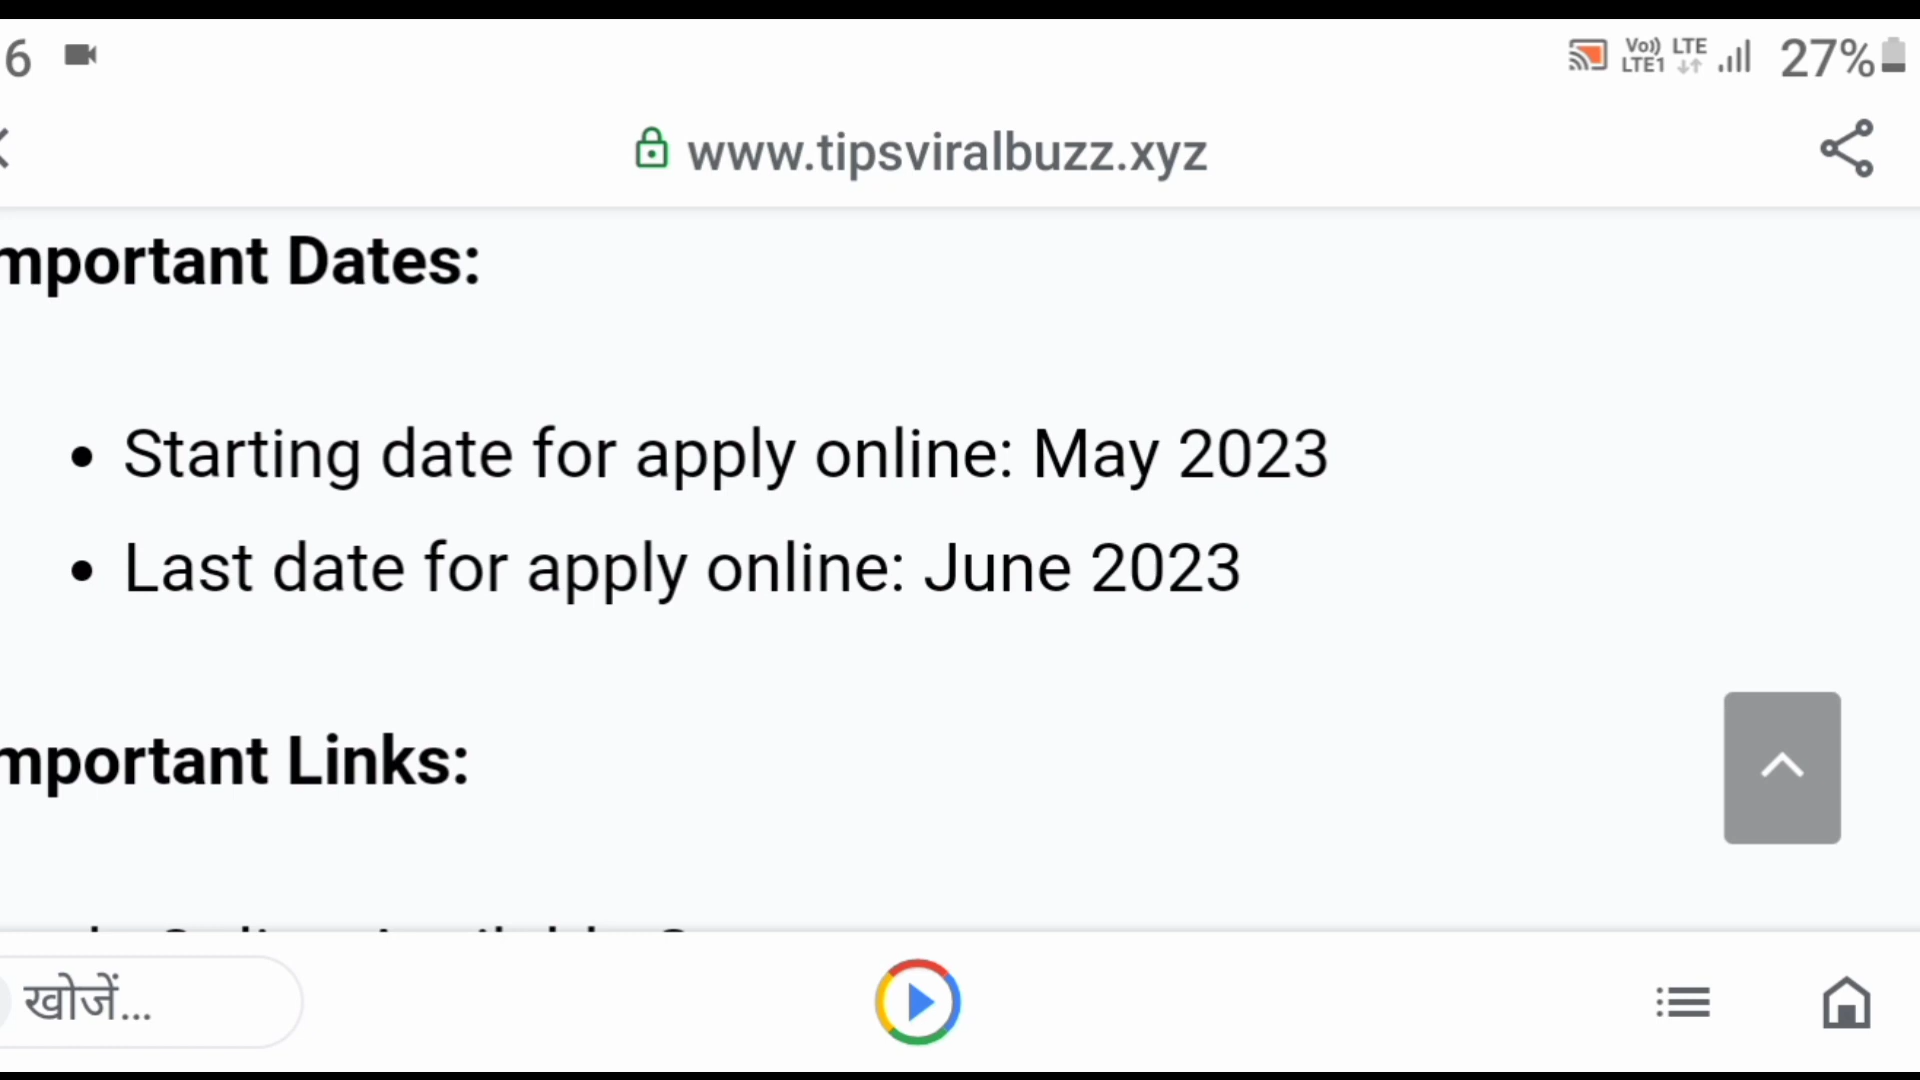 6 Vo)) LTE 27%
LTE1
www.tipsviralbuzz.xyz
mportant Dates:
• Starting date for apply online: May 2023
• Last date for apply online: June 2023
mportant Links:
खोजें...